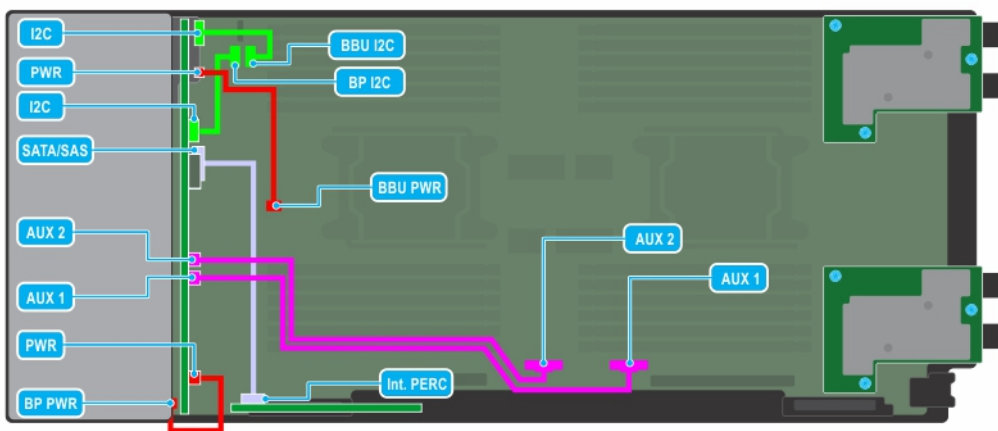 I2C
BBU I2C
PWR
BP I2C
I2C
SATA/SAS
BBU PWR
AUX 2
AUX 2
AUX 1
AUX 1
PWR
Int. PERC
BP PWR